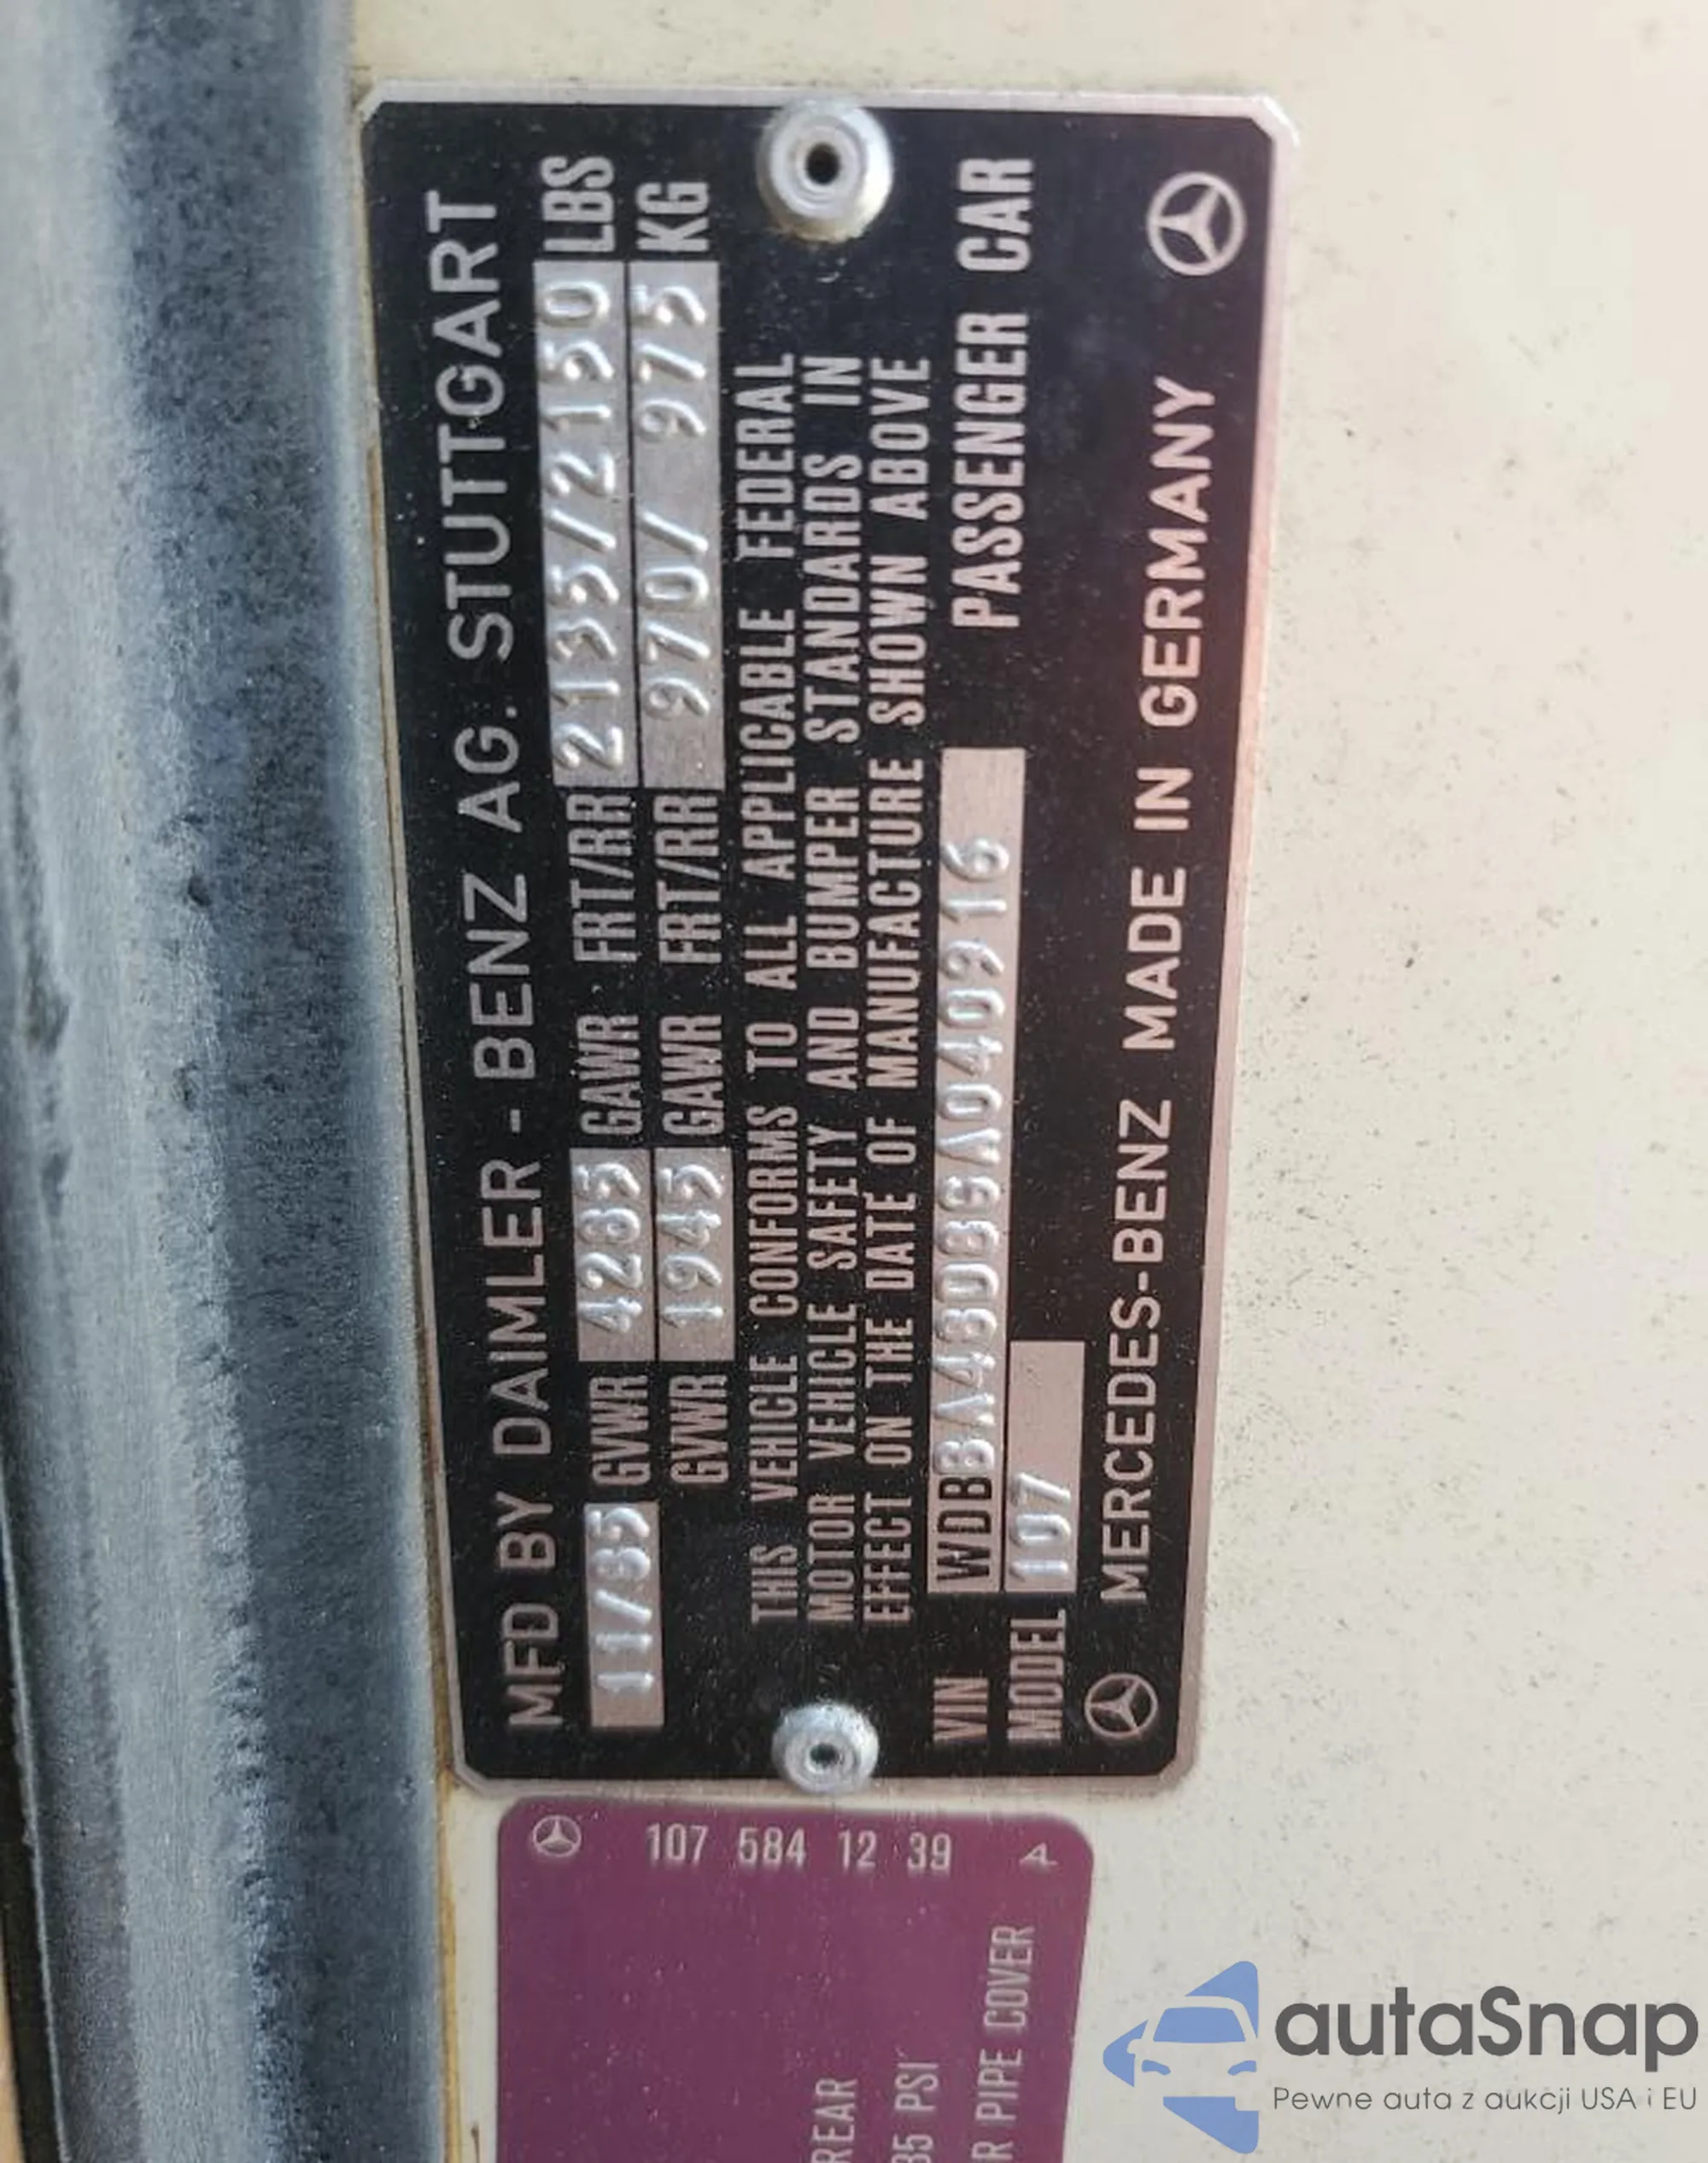 MFD BY DAIMLER - BENZ AG. STUTTGART
11/85 GVWR 4285 GAWR FRT/RR 2135/2150 LBS
GVWR 1945 GAWR FRT/RR 970/ 975 KG
THIS VEHICLE CONFORMS TO ALL APPLICABLE FEDERAL
MOTOR VEHICLE SAFETY AND BUMPER STANDARDS IN
EFFECT ON THE DATE OF MANUFACTURE SHOWN ABOVE
VIN WDBBA48D8GA040916 PASSENGER CAR
MODEL 107
MERCEDES-BENZ MADE IN GERMANY
107 584 12 39 4
REAR
35 PSI
R PIPE COVER
autaSnap
Pewne auta z aukcji USA i EU